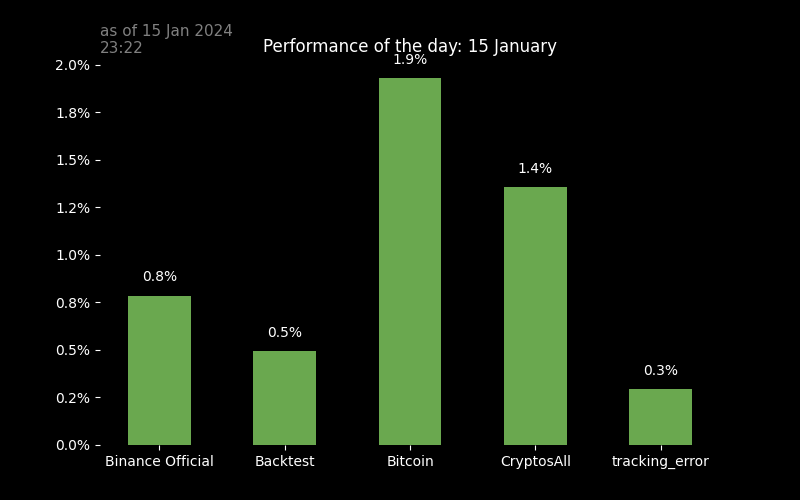 as of 15 Jan 2024
23:22
Performance of the day: 15 January
2.0%
1.8%
1.5%
1.2%
1.0%
0.8%
0.5%
0.2%
0.0%
0.8%
0.5%
1.9%
1.4%
0.3%
Binance Official
Backtest
Bitcoin
CryptosAll
tracking_error